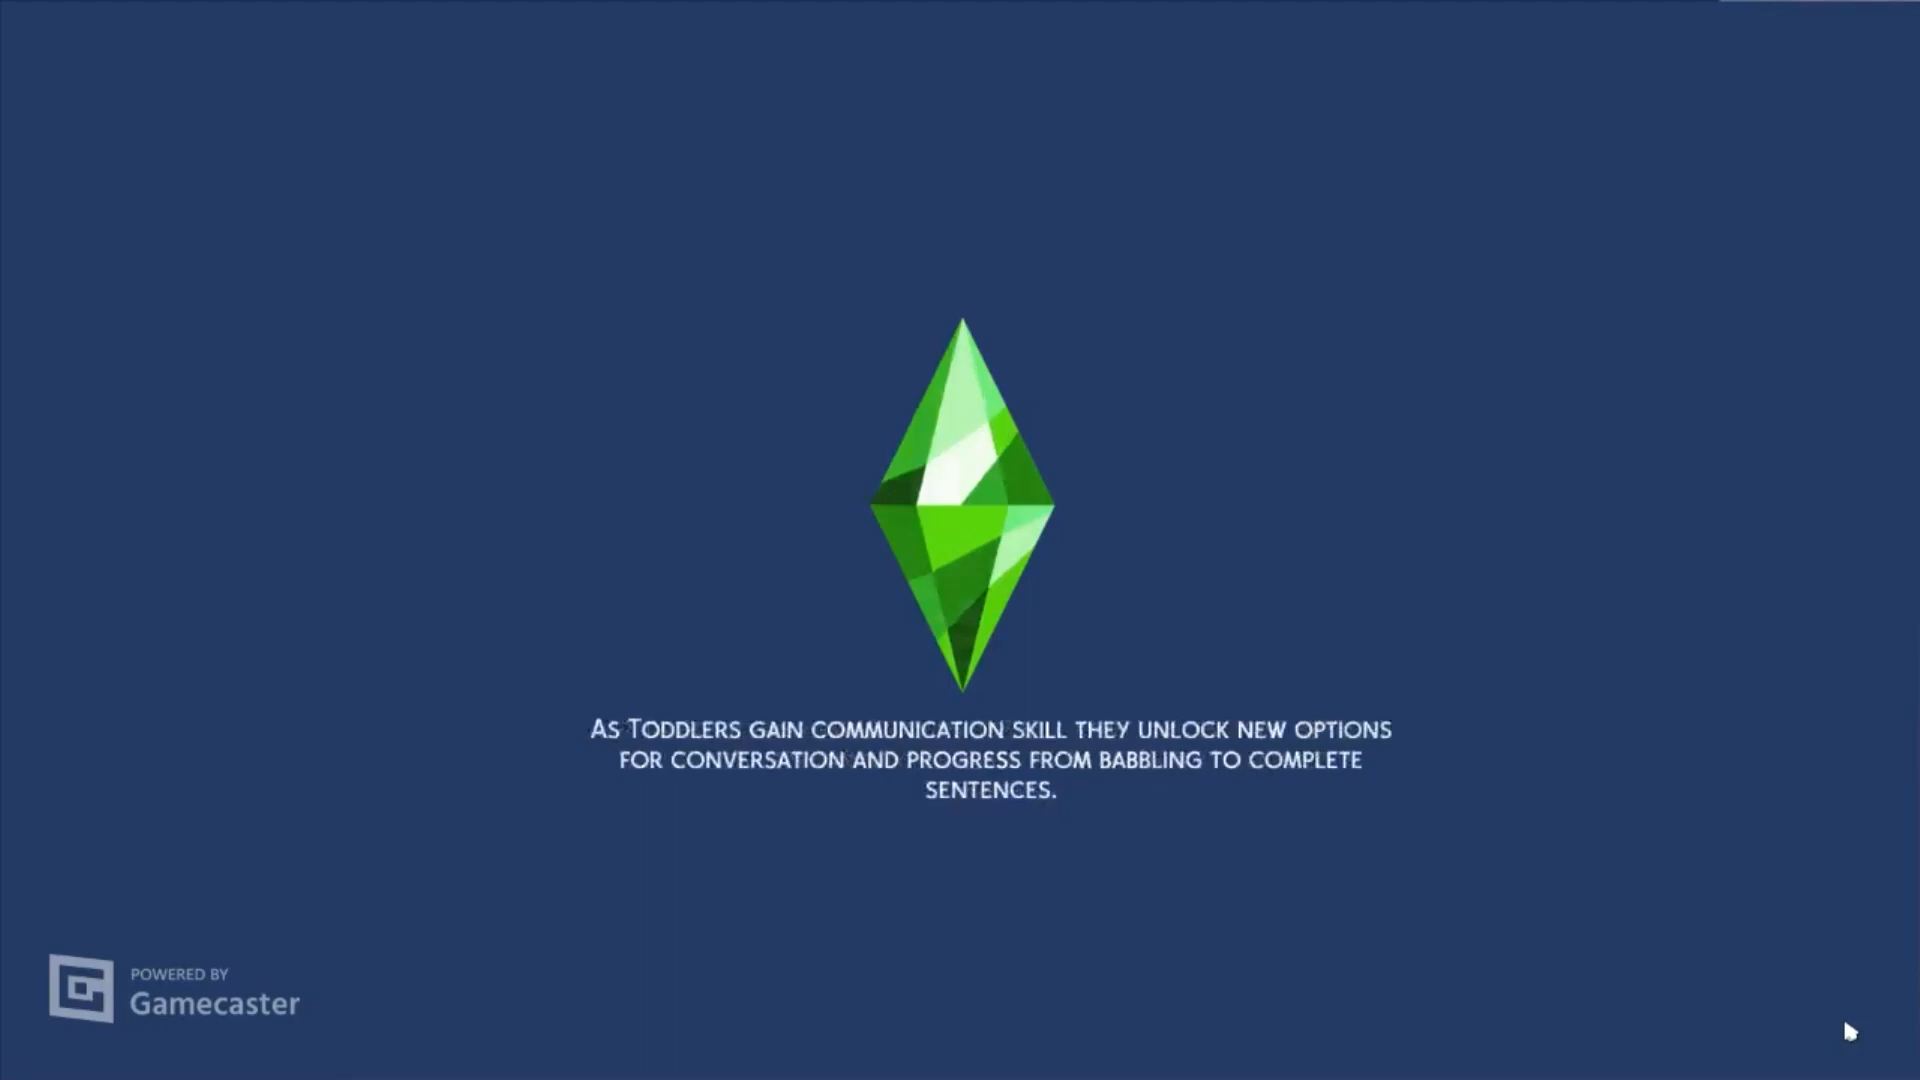 As Toddlers gain communication skill they unlock new options
for conversation and progress from babbling to complete
sentences.
POWERED BY
Gamecaster